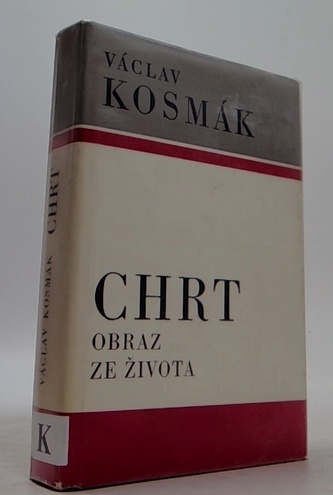 VÁCLAV
KOSMÁK
CHRT
OBRAZ
ZE ŽIVOTA
VÁCLAV KOSMÁK CHRT
K